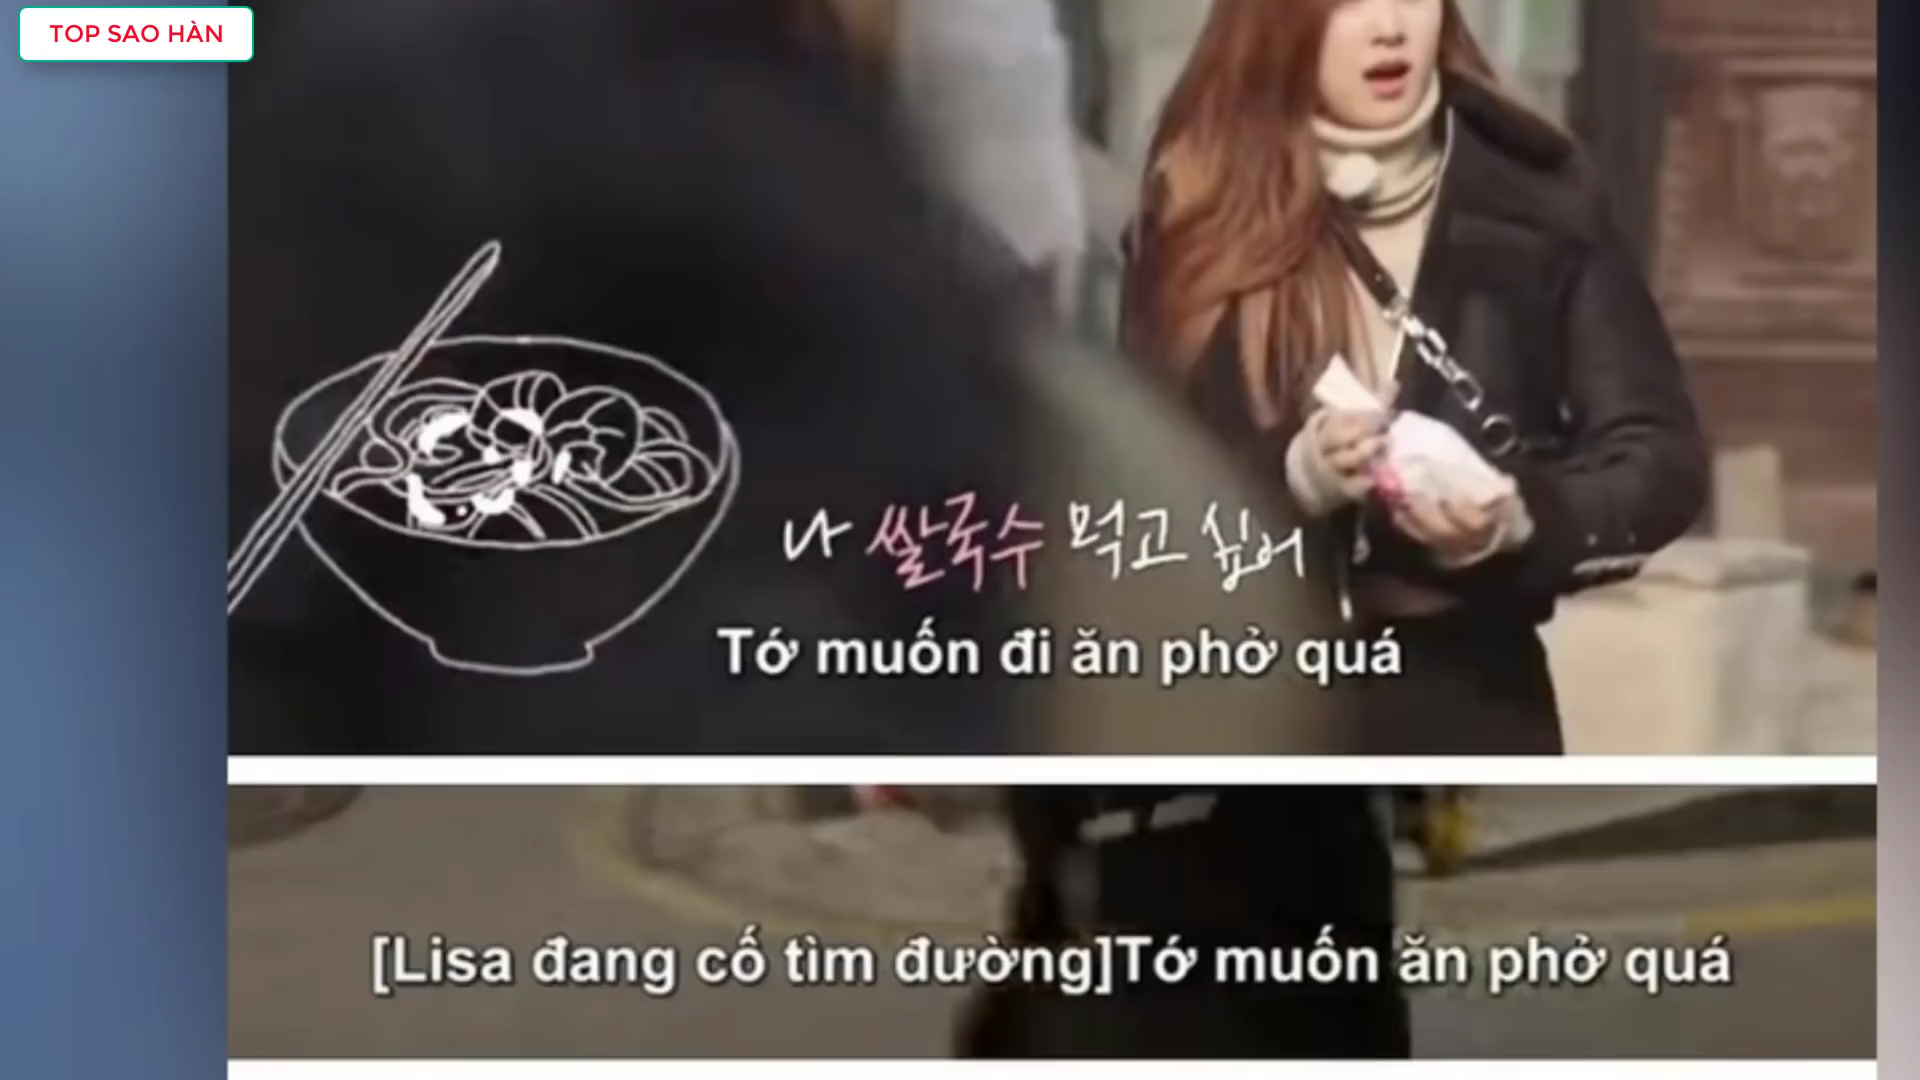 TOP SAO HÀN
나 쌀국수 먹고 싶어
Tớ muốn đi ăn phở quá
[Lisa đang cố tìm đường]Tớ muốn ăn phở quá